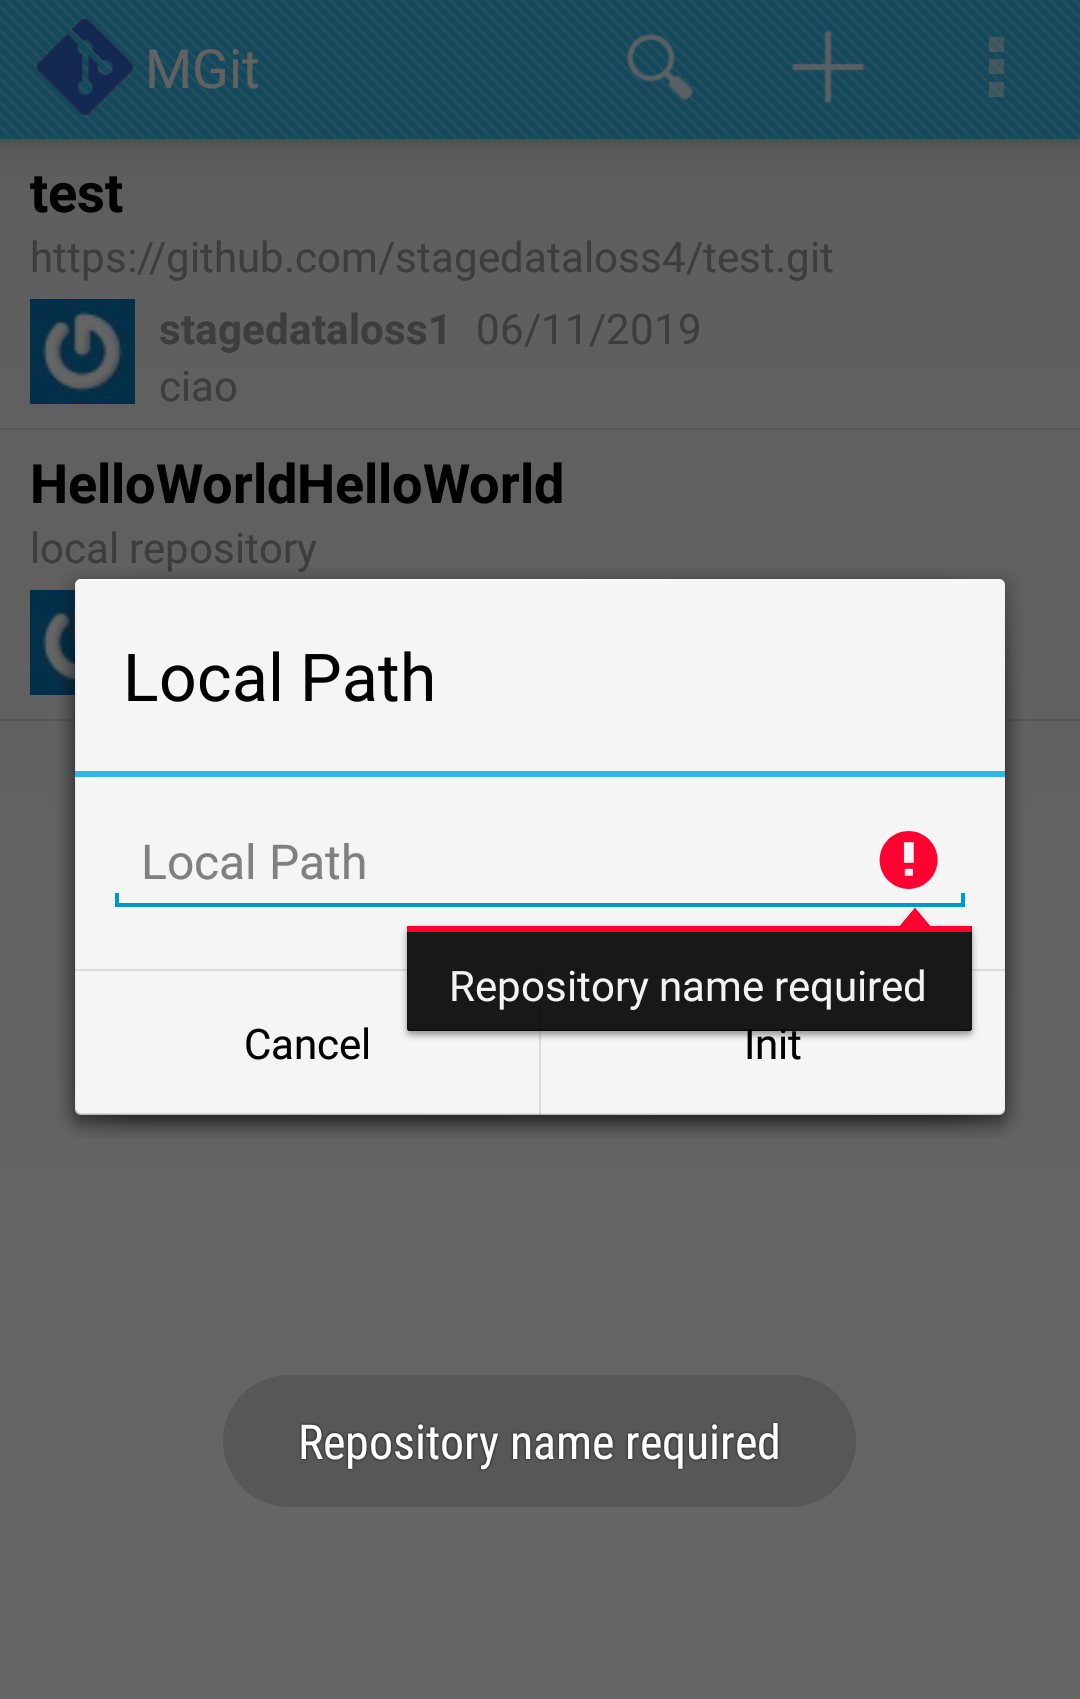 MGit
test
https://github.com/stagedataloss4/test.git
stagedataloss1 06/11/2019
ciao
HelloWorldHelloWorld
local repository
Local Path
Local Path
Repository name required
Cancel
Init
Repository name required